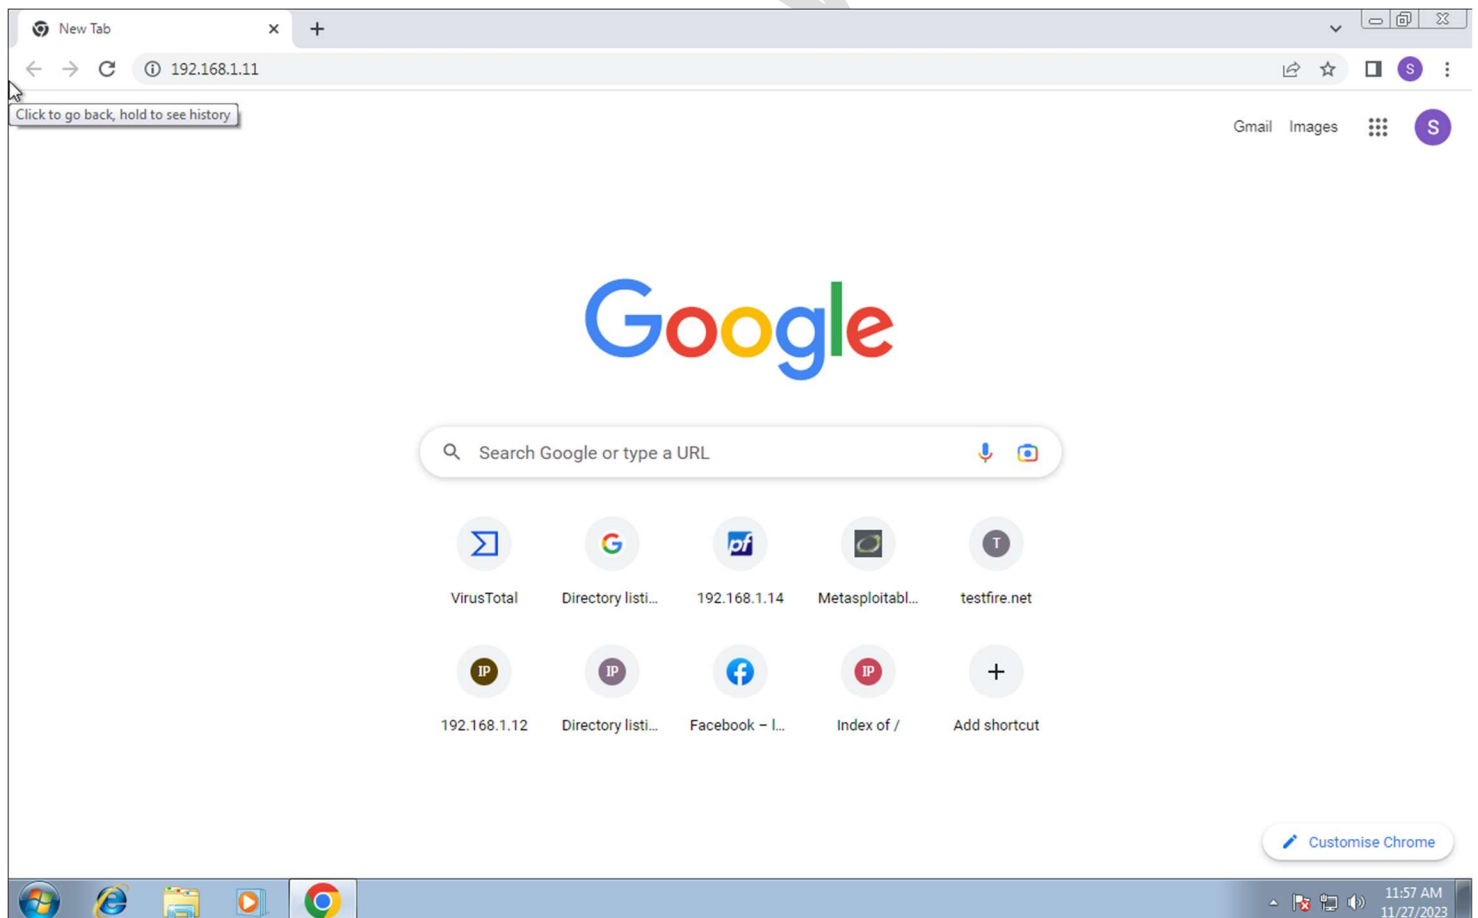 New Tab
192.168.1.11
Click to go back, hold to see history
Gmail Images S
S
Google
Search Google or type a URL
VirusTotal Directory listi... 192.168.1.14 Metasploitabl... testfire.net
192.168.1.12 Directory listi... Facebook – l... Index of / Add shortcut
Customise Chrome
11:57 AM
11/27/2023